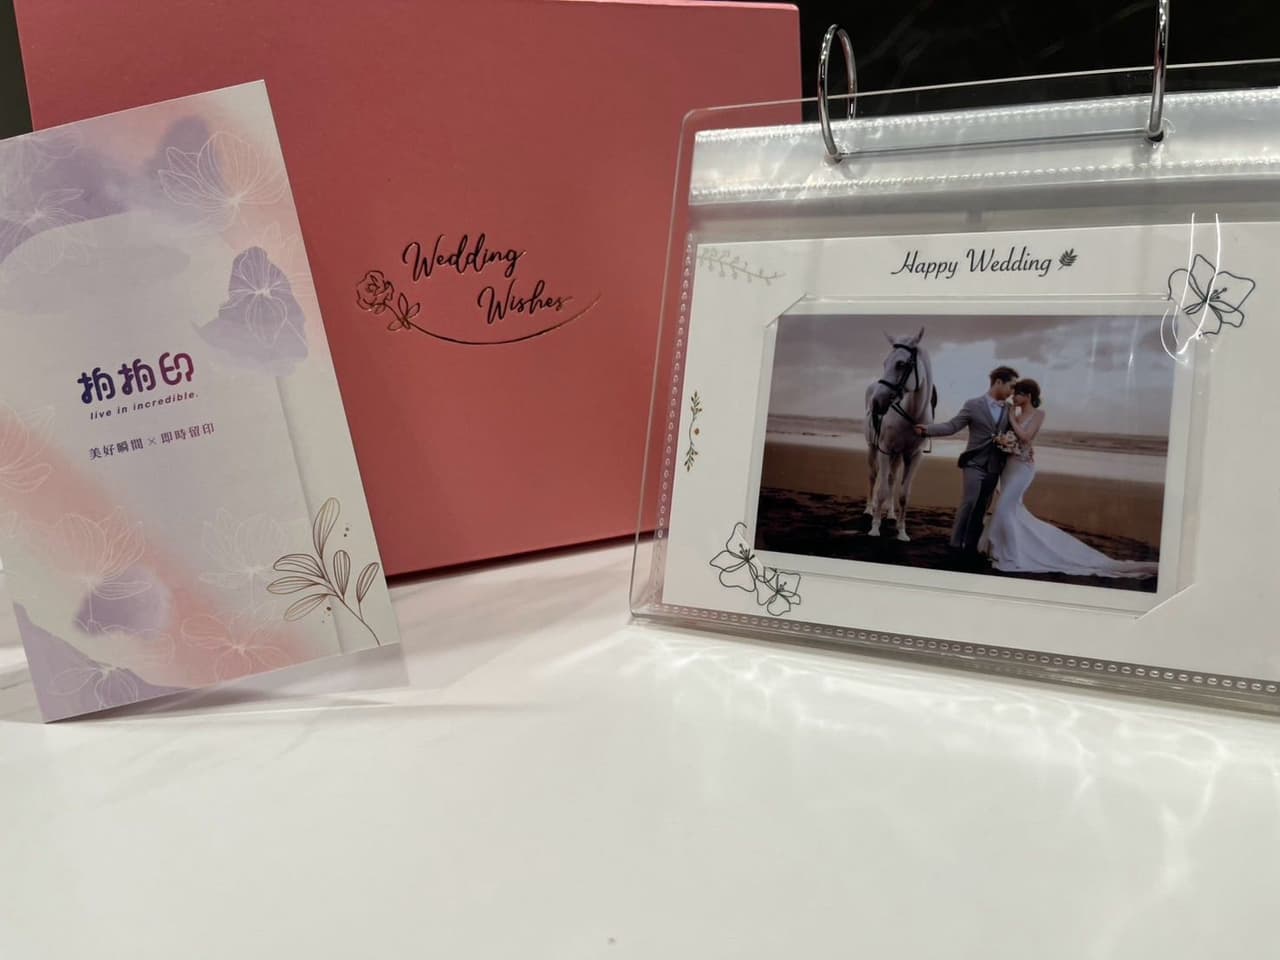 拍拍印
live in incredible.
美好瞬間 × 即時留印
Wedding
Wishes
Happy Wedding